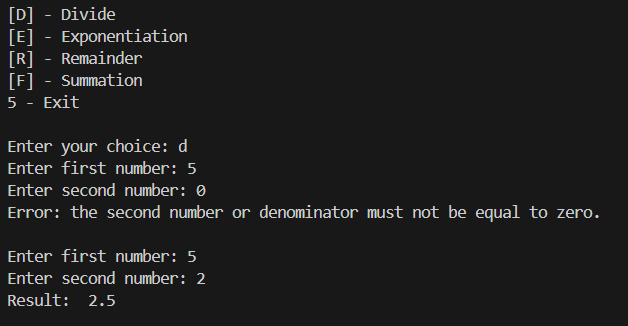 [D] - Divide
[E] - Exponentiation
[R] - Remainder
[F] - Summation
5 - Exit
Enter your choice: d
Enter first number: 5
Enter second number: 0
Error: the second number or denominator must not be equal to zero.
Enter first number: 5
Enter second number: 2
Result:  2.5